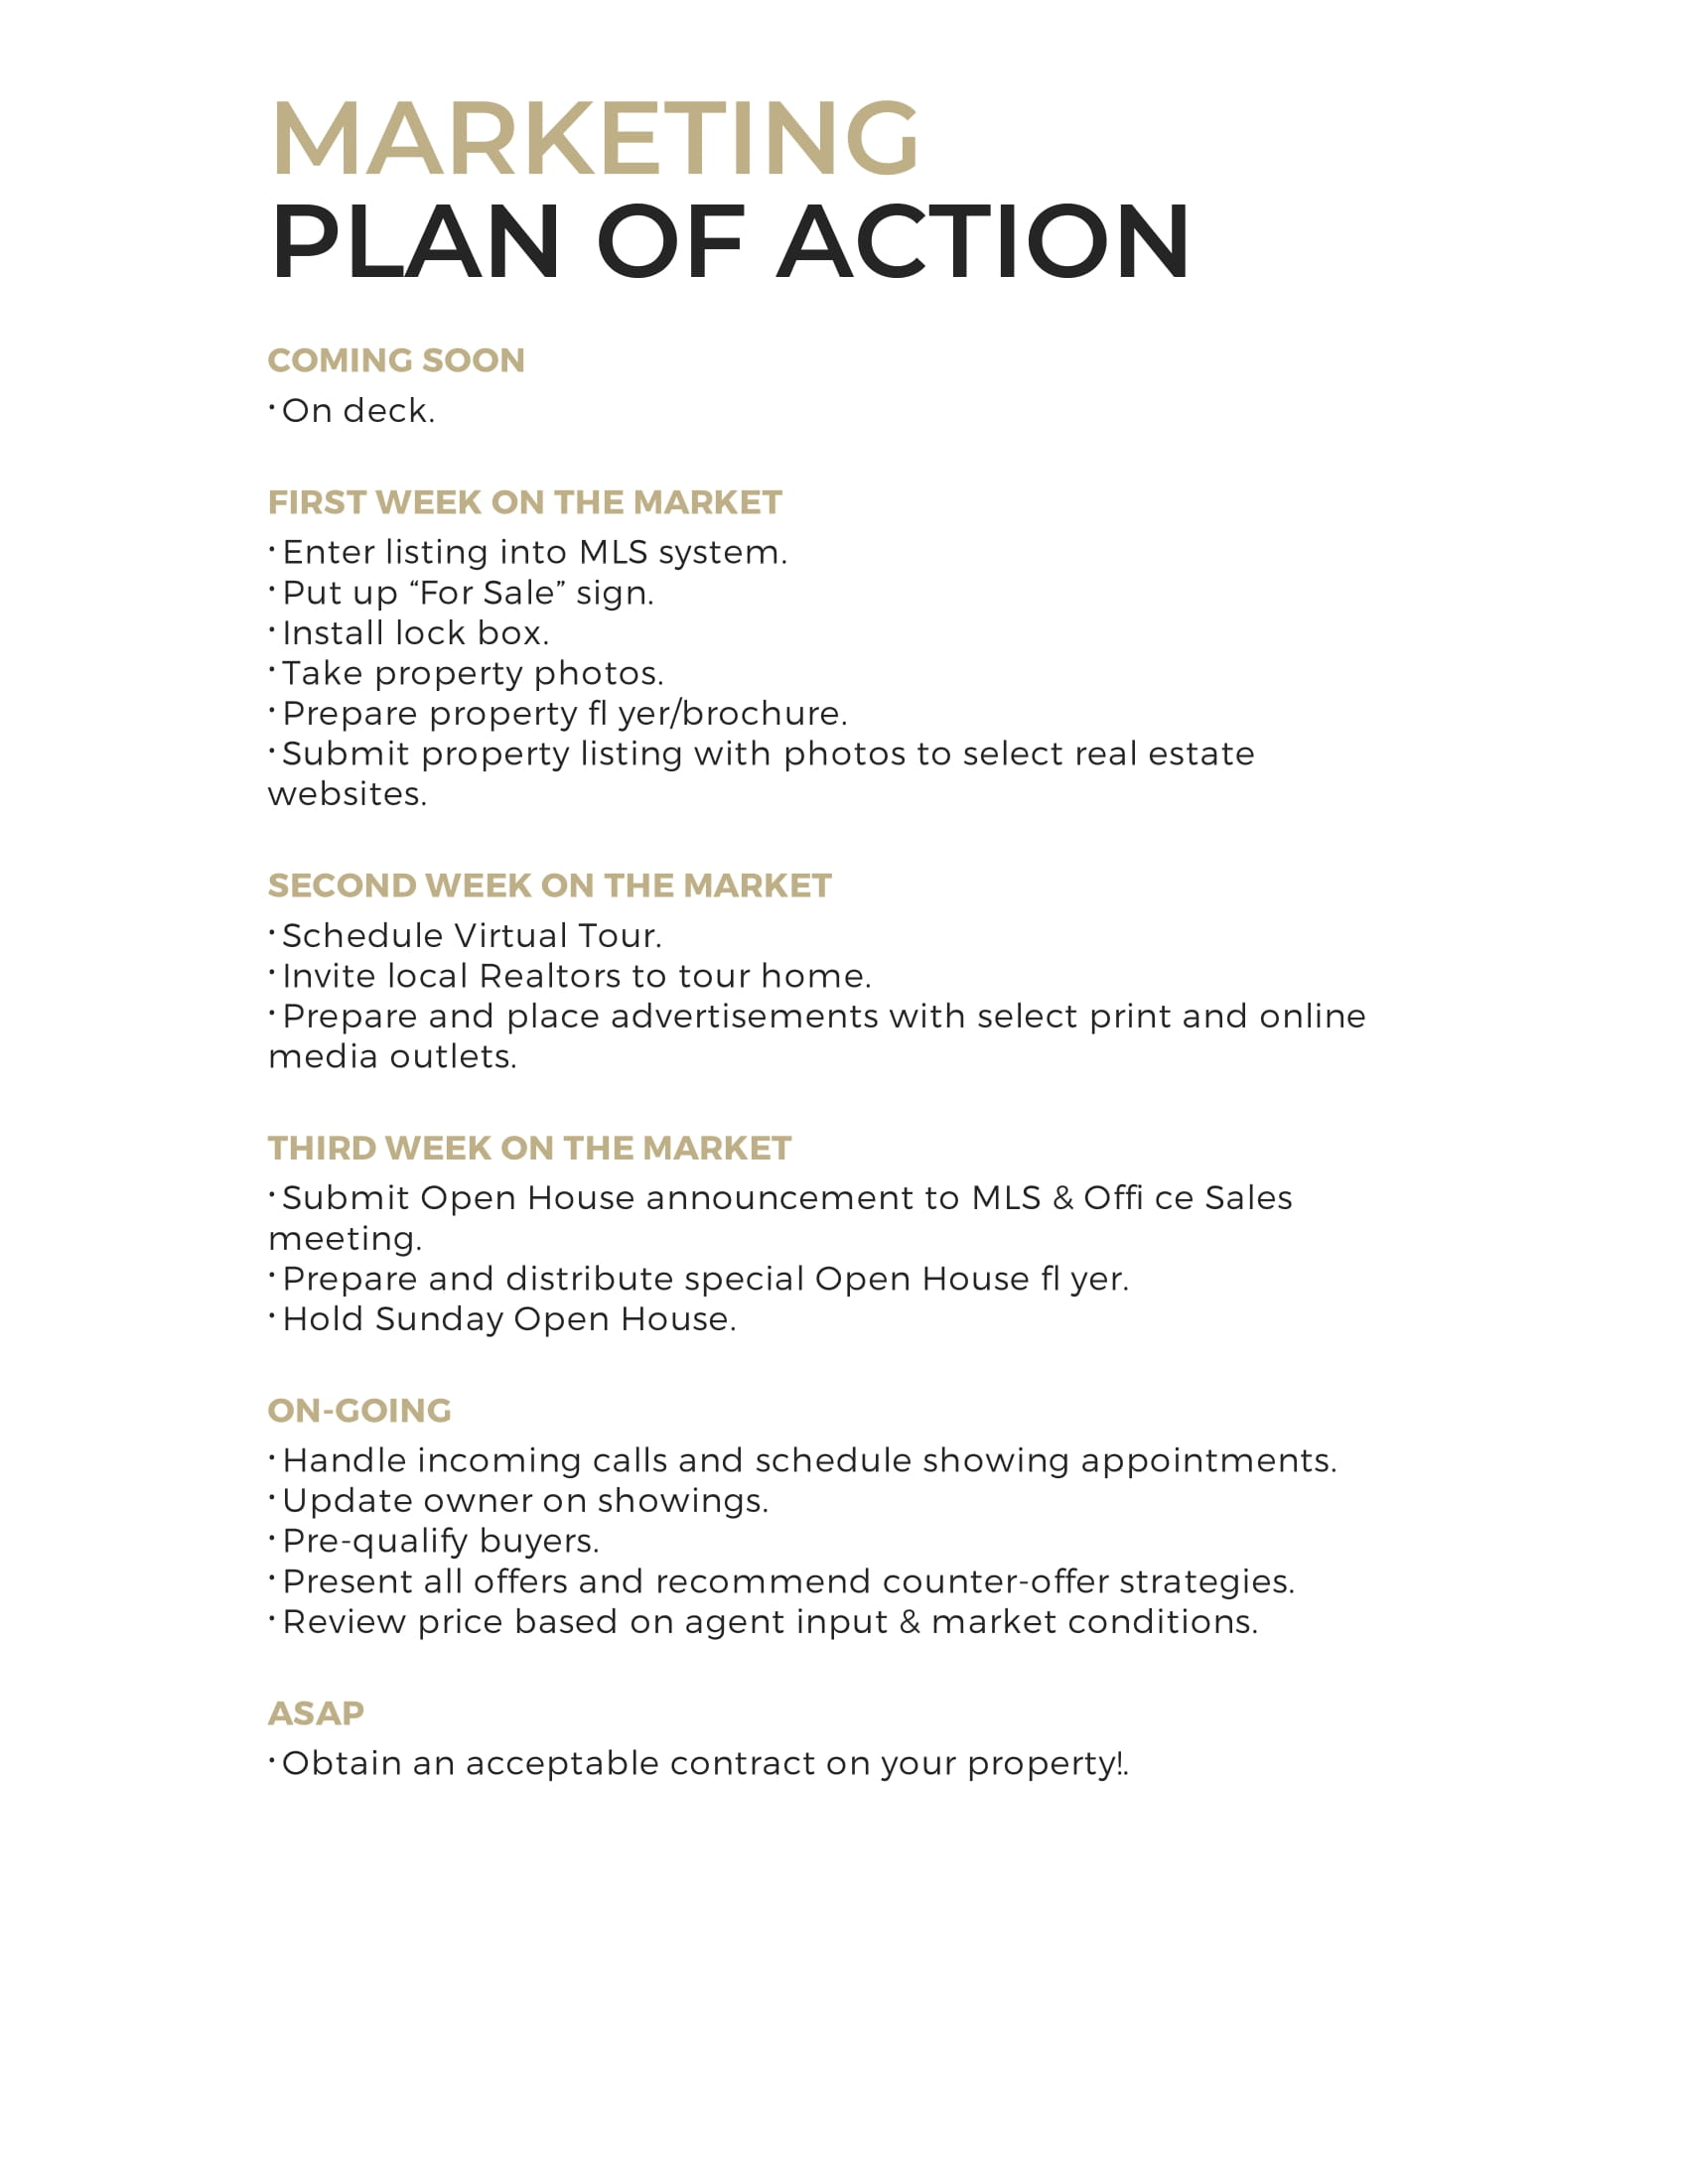 MARKETING
PLAN OF ACTION
COMING SOON
· On deck.
FIRST WEEK ON THE MARKET
· Enter listing into MLS system.
· Put up “For Sale” sign.
· Install lock box.
· Take property photos.
· Prepare property fl yer/brochure.
· Submit property listing with photos to select real estate
websites.
SECOND WEEK ON THE MARKET
· Schedule Virtual Tour.
· Invite local Realtors to tour home.
· Prepare and place advertisements with select print and online
media outlets.
THIRD WEEK ON THE MARKET
· Submit Open House announcement to MLS & Offi ce Sales
meeting.
· Prepare and distribute special Open House fl yer.
· Hold Sunday Open House.
ON-GOING
· Handle incoming calls and schedule showing appointments.
· Update owner on showings.
· Pre-qualify buyers.
· Present all offers and recommend counter-offer strategies.
· Review price based on agent input & market conditions.
ASAP
· Obtain an acceptable contract on your property!.